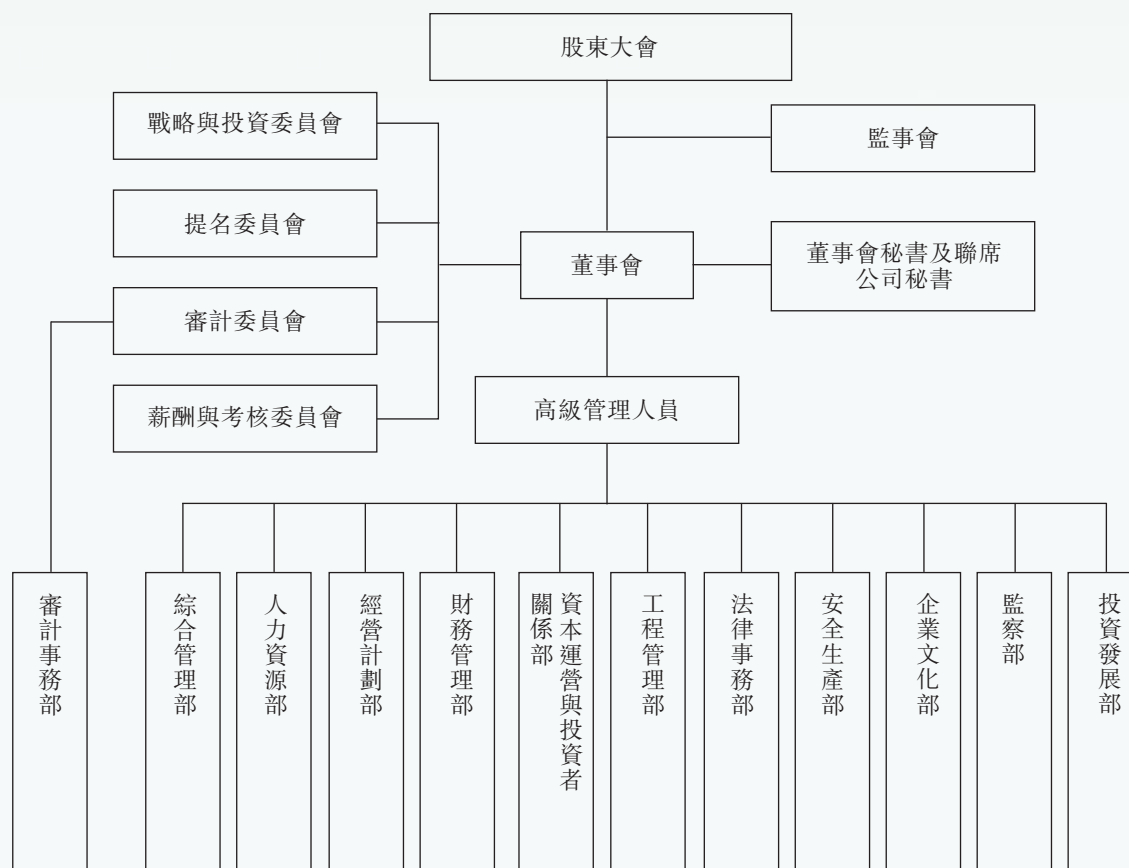 股東大會
戰略與投資委員會
監事會
提名委員會
董事會
董事會秘書及聯席
公司秘書
審計委員會
薪酬與考核委員會
高級管理人員
審計事務部
綜合管理部
人力資源部
經營計劃部
財務管理部
資本運營與投資者
關係部
工程管理部
法律事務部
安全生產部
企業文化部
監察部
投資發展部